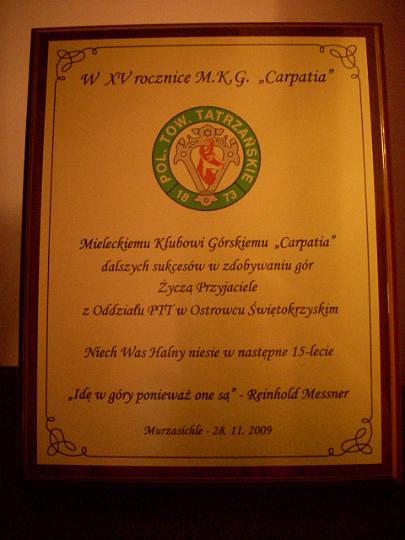 W XV rocznice M.K.G. „Carpatia”
POL. TOW. TATRZAŃSKIE
18 73
Mieleckiemu Klubowi Górskiemu „Carpatia”
dalszych sukcesów w zdobywaniu gór
Życzą Przyjaciele
z Oddziału PTT w Ostrowcu Świętokrzyskim
Niech Was Halny niesie w następne 15-lecie
„Idę w góry ponieważ one są” - Reinhold Messner
Murzasichle - 28. 11. 2009